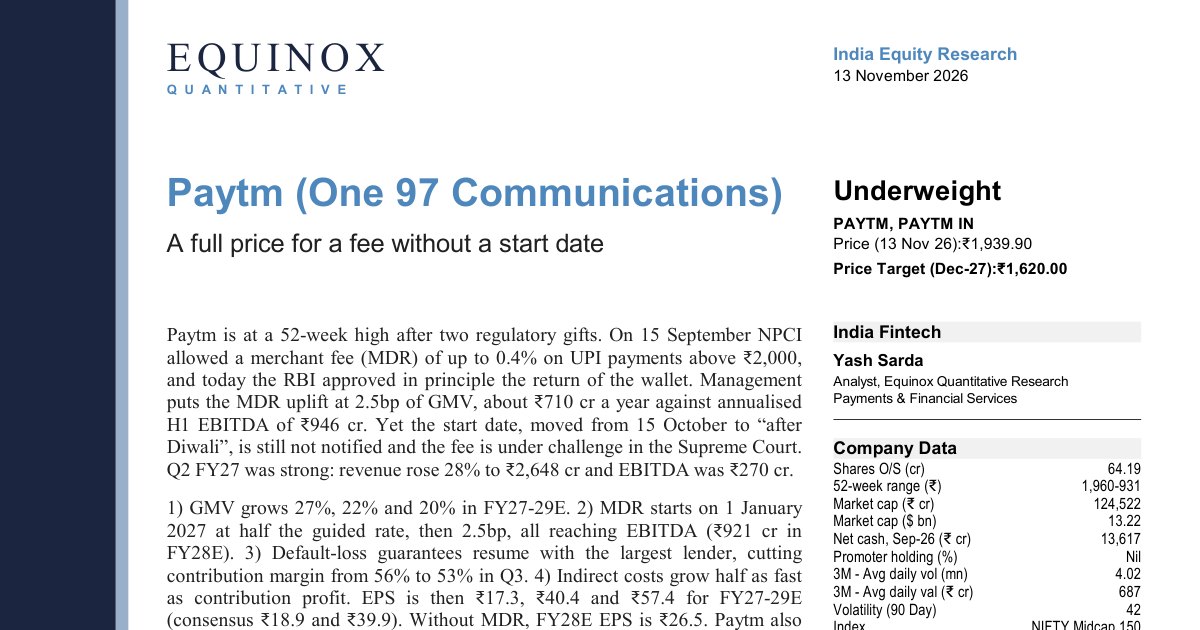 EQUINOX
QUANTITATIVE
India Equity Research
13 November 2026
Paytm (One 97 Communications)
A full price for a fee without a start date
Underweight
PAYTM, PAYTM IN
Price (13 Nov 26):₹1,939.90
Price Target (Dec-27):₹1,620.00
Paytm is at a 52-week high after two regulatory gifts. On 15 September NPCI
allowed a merchant fee (MDR) of up to 0.4% on UPI payments above ₹2,000,
and today the RBI approved in principle the return of the wallet. Management
puts the MDR uplift at 2.5bp of GMV, about ₹710 cr a year against annualised
H1 EBITDA of ₹946 cr. Yet the start date, moved from 15 October to “after
Diwali”, is still not notified and the fee is under challenge in the Supreme Court.
Q2 FY27 was strong: revenue rose 28% to ₹2,648 cr and EBITDA was ₹270 cr.
1) GMV grows 27%, 22% and 20% in FY27-29E. 2) MDR starts on 1 January
2027 at half the guided rate, then 2.5bp, all reaching EBITDA (₹921 cr in
FY28E). 3) Default-loss guarantees resume with the largest lender, cutting
contribution margin from 56% to 53% in Q3. 4) Indirect costs grow half as fast
as contribution profit. EPS is then ₹17.3, ₹40.4 and ₹57.4 for FY27-29E
(consensus ₹18.9 and ₹39.9). Without MDR, FY28E EPS is ₹26.5. Paytm also
India Fintech
Yash Sarda
Analyst, Equinox Quantitative Research
Payments & Financial Services
Company Data
Shares O/S (cr) 64.19
52-week range (₹) 1,960-931
Market cap (₹ cr) 124,522
Market cap ($ bn) 13.22
Net cash, Sep-26 (₹ cr) 13,617
Promoter holding (%) Nil
3M - Avg daily vol (mn) 4.02
3M - Avg daily val (₹ cr) 687
Volatility (90 Day) 42
Index NIFTY Midcap 150